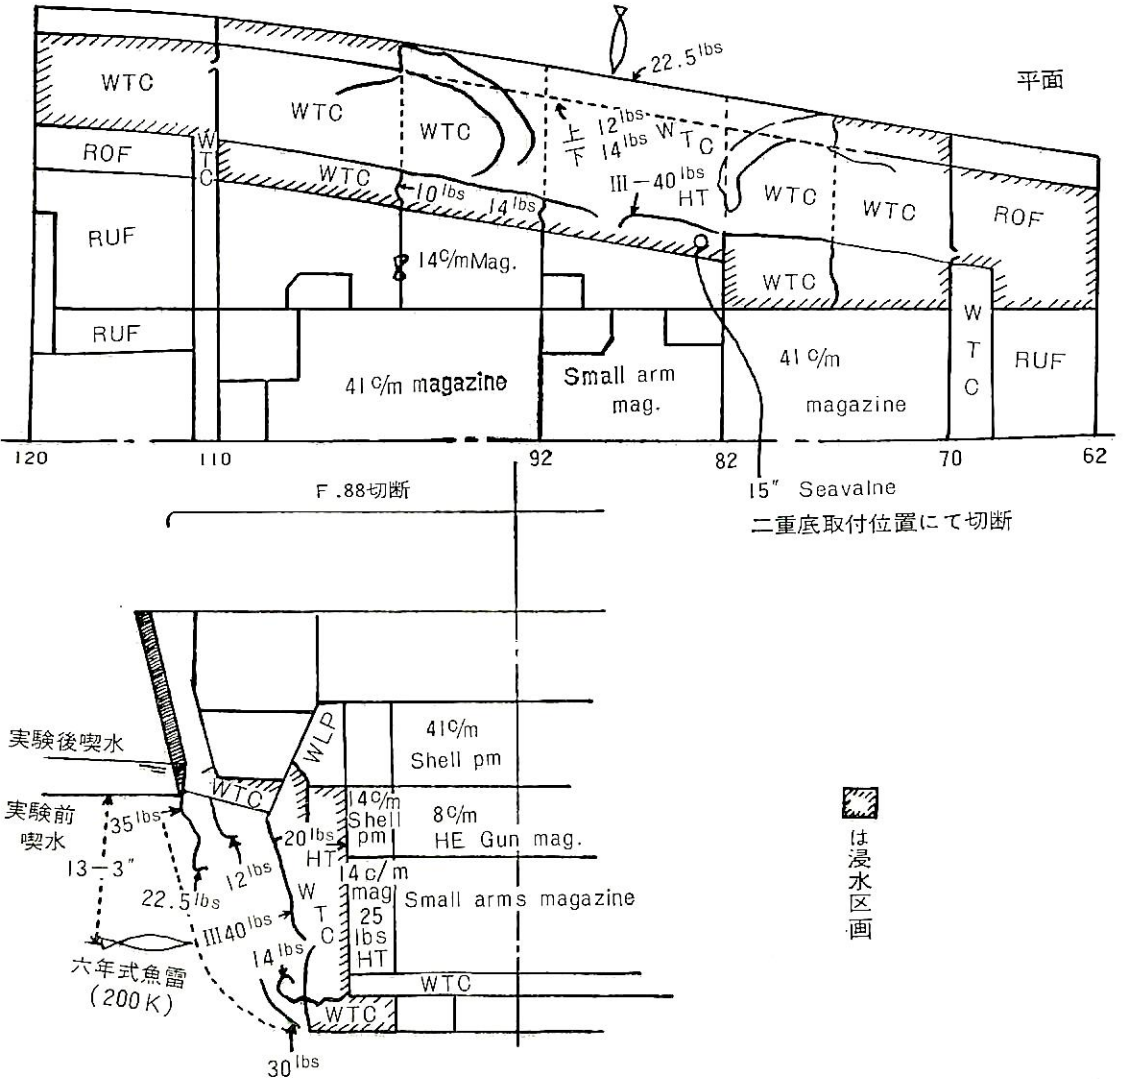 22.5lbs
平面
WTC
WTC
WTC
上 12lbs
下 14lbs
WTC
ROF
WTC
WTC
10lbs
14lbs
III-40lbs
HT
WTC
WTC
ROF
RUF
14c/mMag.
WTC
RUF
41c/m magazine
Small arm
mag.
41c/m
magazine
WTC
RUF
120
110
92
82
70
62
15" Seavalne
二重底取付位置にて切断
F.88切断
実験後喫水
実験前
喫水
WTC
WLP
41c/m
Shell pm
35lbs
20lbs
HT
14c/m
Shell
pm
8c/m
HE Gun mag.
13-3"
12lbs
22.5lbs
III40lbs
WTC
14c/m
mag
25
lbs
HT
Small arms magazine
14lbs
六年式魚雷
(200K)
WTC
WTC
30lbs
は浸水区画